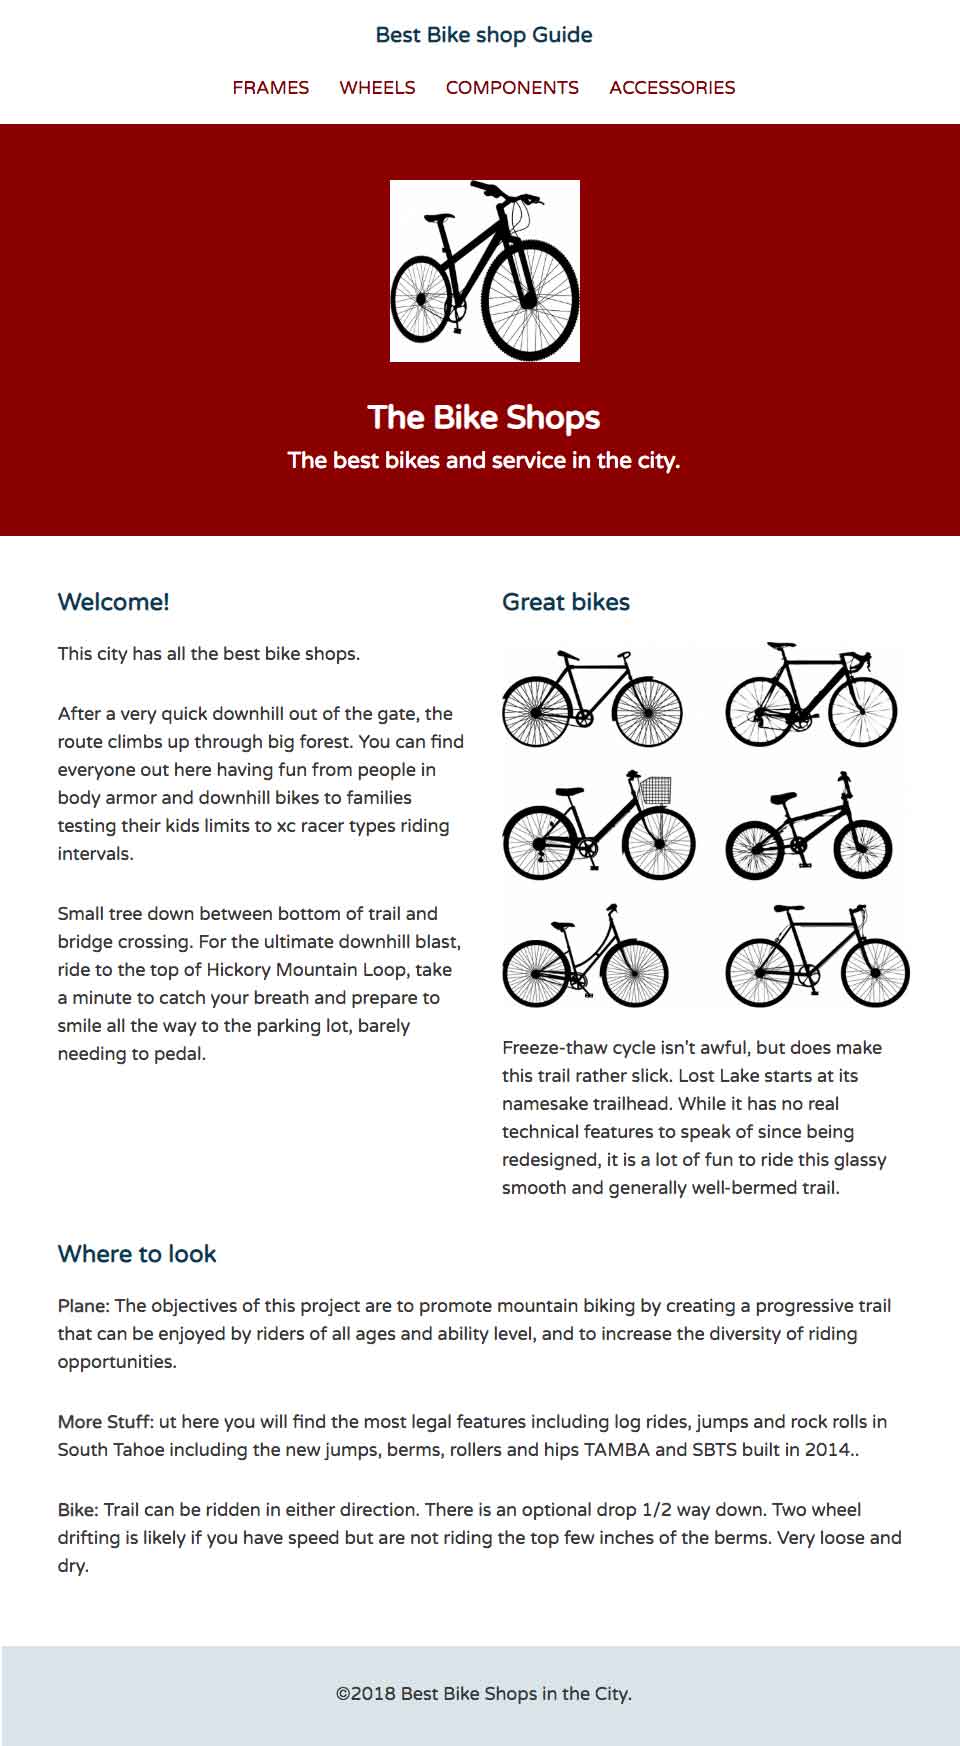 Best Bike shop Guide
FRAMES WHEELS COMPONENTS ACCESSORIES
The Bike Shops
The best bikes and service in the city.
Welcome!
This city has all the best bike shops.
After a very quick downhill out of the gate, the
route climbs up through big forest. You can find
everyone out here having fun from people in
body armor and downhill bikes to families
testing their kids limits to xc racer types riding
intervals.
Small tree down between bottom of trail and
bridge crossing. For the ultimate downhill blast,
ride to the top of Hickory Mountain Loop, take
a minute to catch your breath and prepare to
smile all the way to the parking lot, barely
needing to pedal.
Great bikes
Freeze-thaw cycle isn't awful, but does make
this trail rather slick. Lost Lake starts at its
namesake trailhead. While it has no real
technical features to speak of since being
redesigned, it is a lot of fun to ride this glassy
smooth and generally well-bermed trail.
Where to look
Plane: The objectives of this project are to promote mountain biking by creating a progressive trail
that can be enjoyed by riders of all ages and ability level, and to increase the diversity of riding
opportunities.
More Stuff: ut here you will find the most legal features including log rides, jumps and rock rolls in
South Tahoe including the new jumps, berms, rollers and hips TAMBA and SBTS built in 2014..
Bike: Trail can be ridden in either direction. There is an optional drop 1/2 way down. Two wheel
drifting is likely if you have speed but are not riding the top few inches of the berms. Very loose and
dry.
©2018 Best Bike Shops in the City.